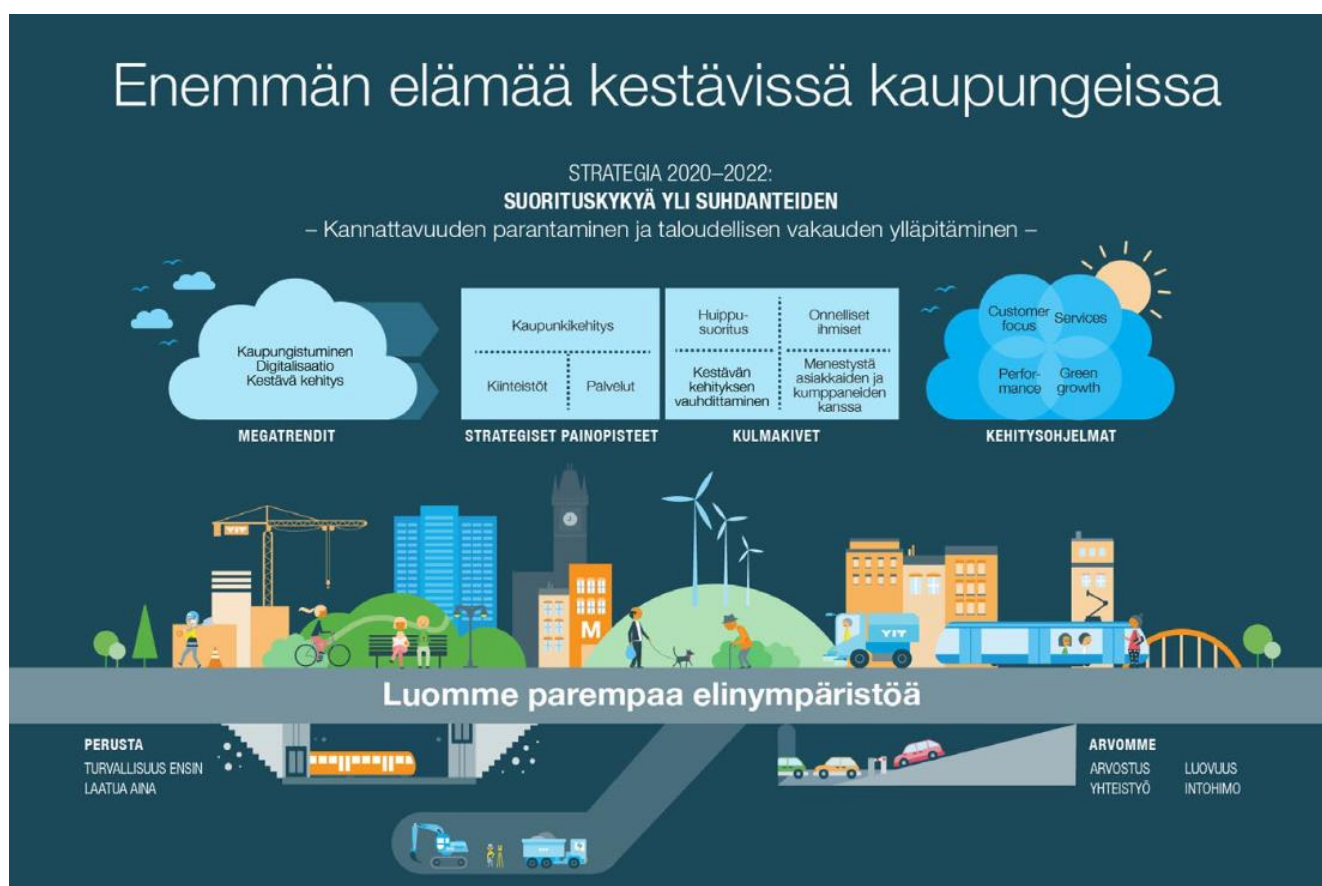 Enemmän elämää kestävissä kaupungeissa
STRATEGIA 2020–2022:
SUORITUSKYKYÄ YLI SUHDANTEIDEN
– Kannattavuuden parantaminen ja taloudellisen vakauden ylläpitäminen –
Kaupungistuminen
Digitalisaatio
Kestävä kehitys
MEGATRENDIT
Kaupunkikehitys
Kiinteistöt
Palvelut
STRATEGISET PAINOPISTEET
Huippu-
suoritus
Onnelliset
ihmiset
Kestävän
kehityksen
vauhdittaminen
Menestystä
asiakkaiden ja
kumppaneiden
kanssa
KULMAKIVET
Customer
focus
Services
Perfor-
mance
Green
growth
KEHITYSOHJELMAT
YIT
M
YIT
Luomme parempaa elinympäristöä
PERUSTA
TURVALLISUUS ENSIN
LAATUA AINA
ARVOMME
ARVOSTUS
YHTEISTYÖ
LUOVUUS
INTOHIMO